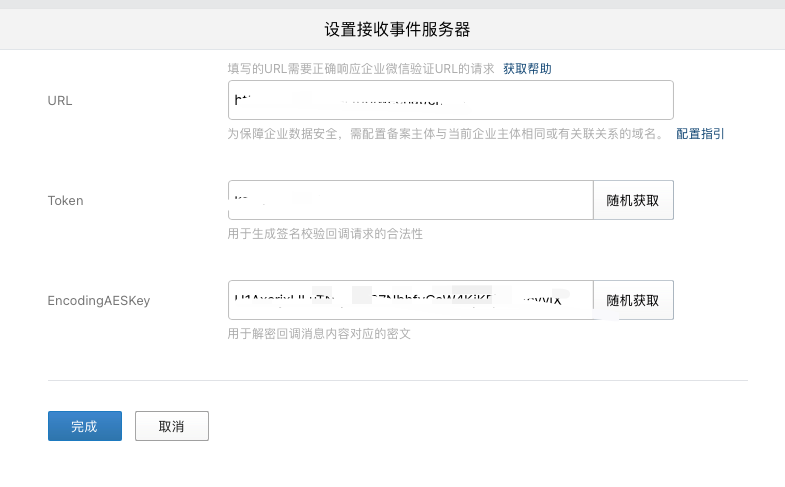 设置接收事件服务器
填写的URL需要正确响应企业微信验证URL的请求 获取帮助
URL
为保障企业数据安全，需配置备案主体与当前企业主体相同或有关联关系的域名。 配置指引
Token
随机获取
用于生成签名校验回调请求的合法性
EncodingAESKey
随机获取
用于解密回调消息内容对应的密文
完成 取消